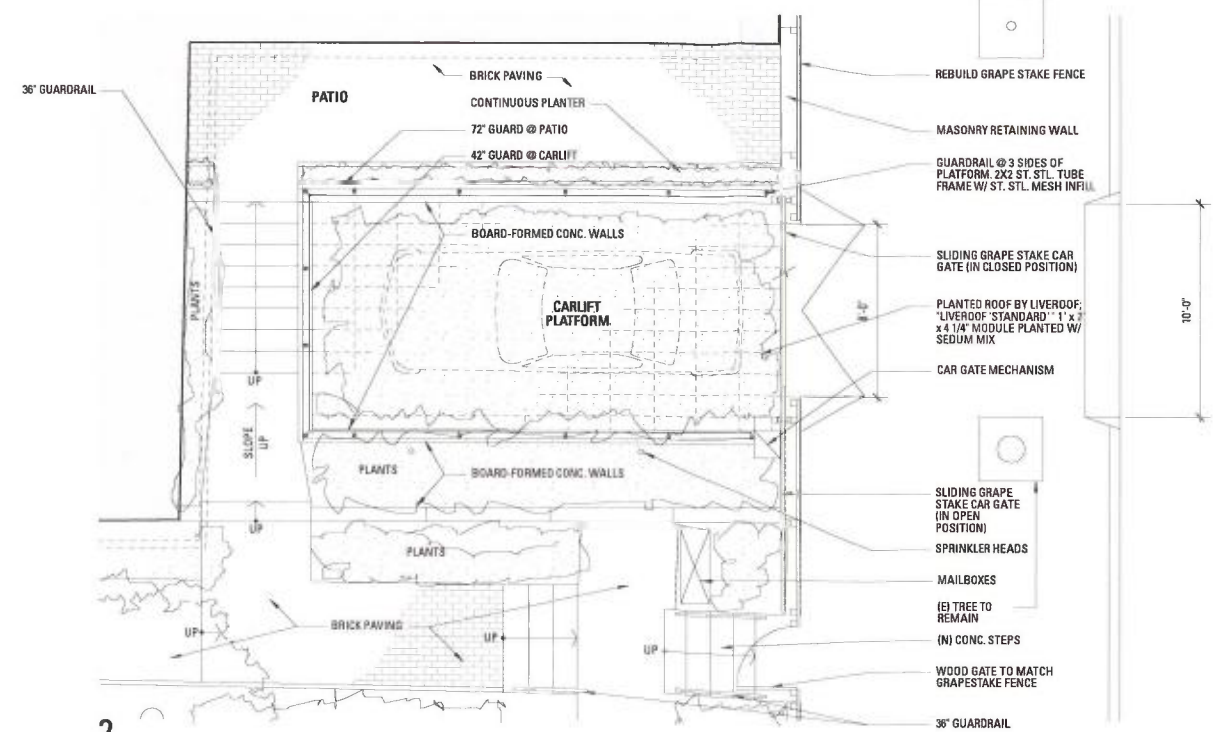 36" GUARDRAIL
PATIO
BRICK PAVING
CONTINUOUS PLANTER
72" GUARD @ PATIO
42" GUARD @ CARLIFT
BOARD-FORMED CONC. WALLS
CARLIFT
PLATFORM
PLANTS
UP
SLOPE
UP
UP
PLANTS
BOARD-FORMED CONC. WALLS
PLANTS
BRICK PAVING
UP
UP
UP
REBUILD GRAPE STAKE FENCE
MASONRY RETAINING WALL
GUARDRAIL @ 3 SIDES OF
PLATFORM. 2X2 ST. STL. TUBE
FRAME W/ ST. STL. MESH INFILL
SLIDING GRAPE STAKE CAR
GATE (IN CLOSED POSITION)
PLANTED ROOF BY LIVEROOF;
'LIVEROOF 'STANDARD'' 1' x 2'
x 4 1/4" MODULE PLANTED W/
SEDUM MIX
CAR GATE MECHANISM
SLIDING GRAPE
STAKE CAR GATE
(IN OPEN
POSITION)
SPRINKLER HEADS
MAILBOXES
(E) TREE TO
REMAIN
(N) CONC. STEPS
WOOD GATE TO MATCH
GRAPESTAKE FENCE
36" GUARDRAIL
10'-0"
2